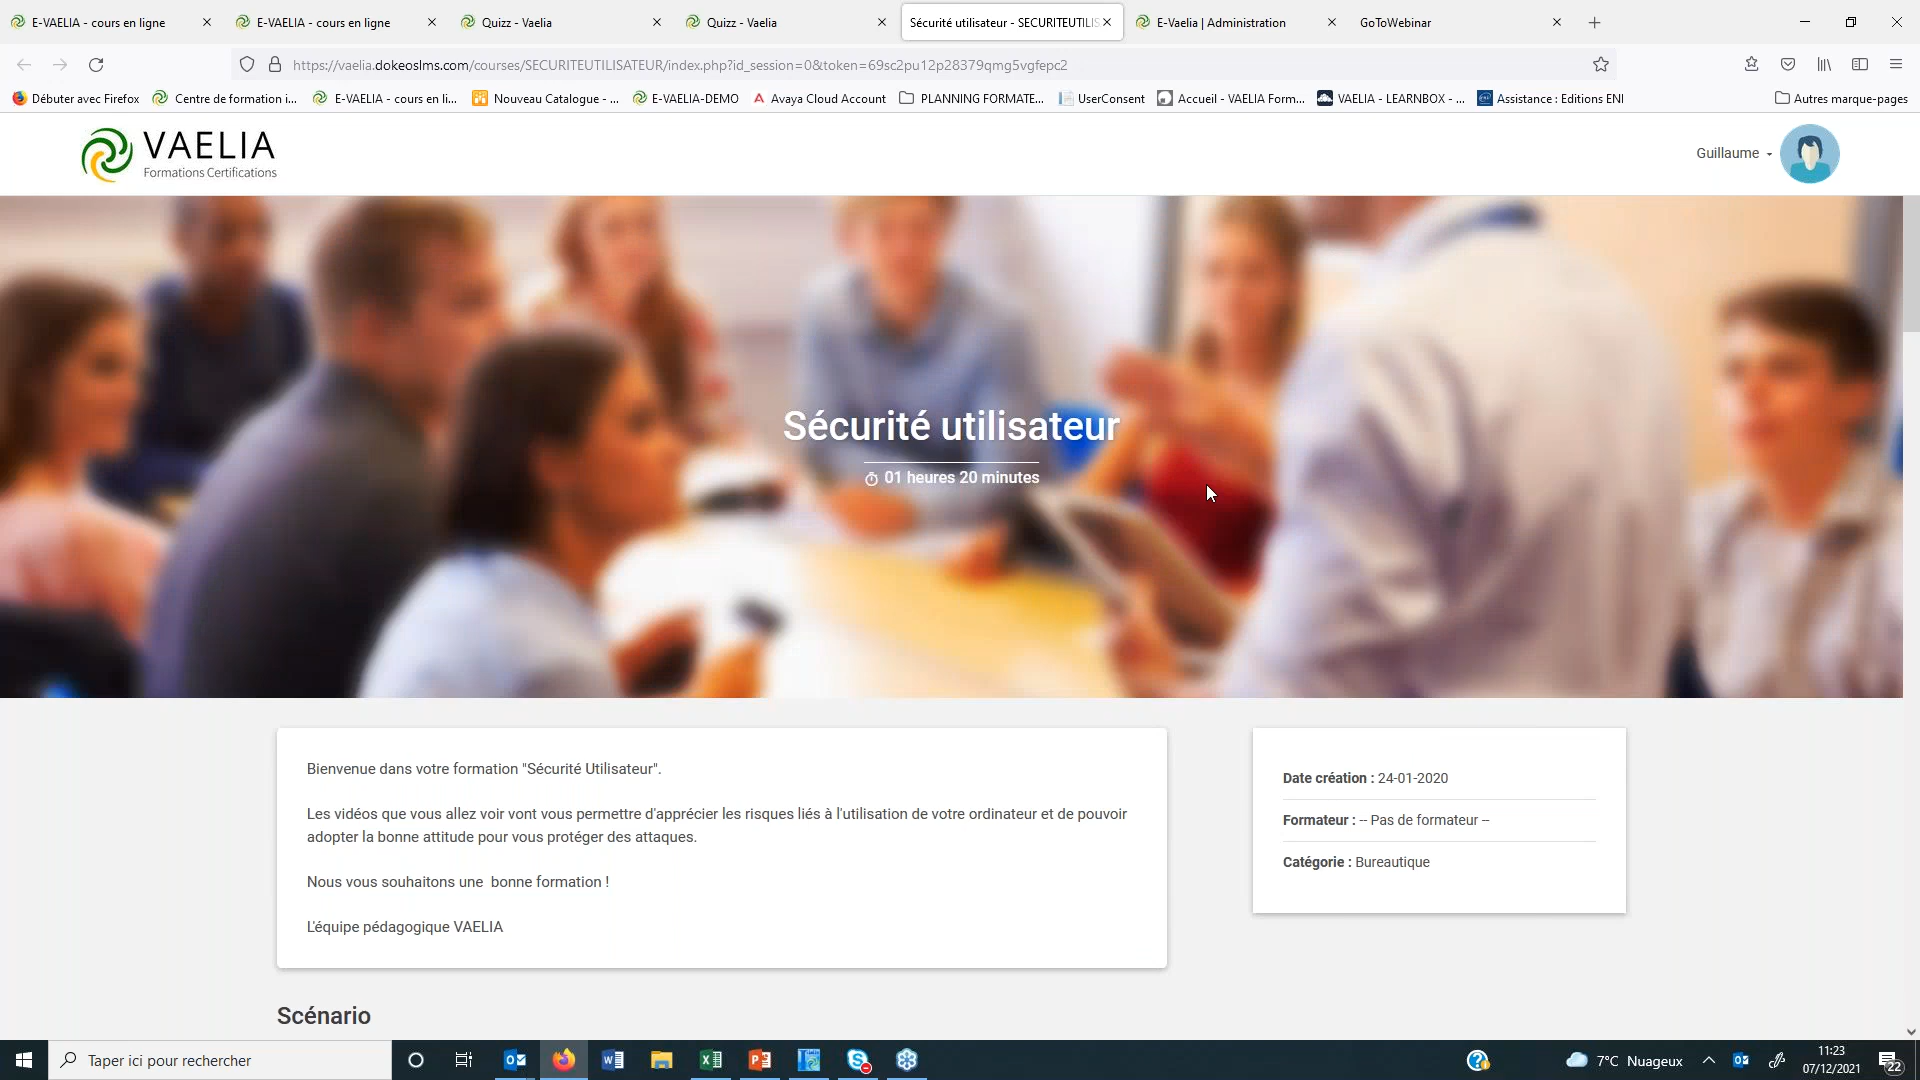 E-VAELIA - cours en ligne
E-VAELIA - cours en ligne
Quizz - Vaelia
Quizz - Vaelia
Sécurité utilisateur - SECURITEUTILIS
E-Vaelia | Administration
GoToWebinar
https://vaelia.dokeoslms.com/courses/SECURITEUTILISATEUR/index.php?id_session=0&token=69sc2pu12p28379qmg5vgfepc2
Débuter avec Firefox
Centre de formation i...
E-VAELIA - cours en li...
Nouveau Catalogue - ...
E-VAELIA-DEMO
Avaya Cloud Account
PLANNING FORMATE...
UserConsent
Accueil - VAELIA Form...
VAELIA - LEARNBOX - ...
Assistance : Editions ENI
Autres marque-pages
VAELIA
Formations Certifications
Guillaume
Sécurité utilisateur
01 heures 20 minutes
Bienvenue dans votre formation "Sécurité Utilisateur".
Les vidéos que vous allez voir vont vous permettre d'apprécier les risques liés à l'utilisation de votre ordinateur et de pouvoir
adopter la bonne attitude pour vous protéger des attaques.
Nous vous souhaitons une  bonne formation !
L'équipe pédagogique VAELIA
Date création : 24-01-2020
Formateur : -- Pas de formateur --
Catégorie : Bureautique
Scénario
Taper ici pour rechercher
7°C Nuageux
11:23
07/12/2021
22